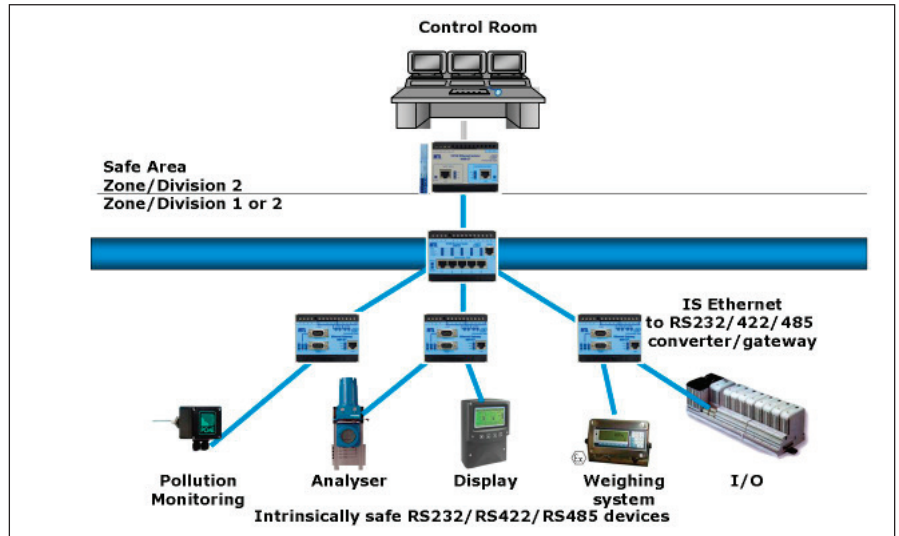 Control Room
Safe Area
Zone/Division 2
Zone/Division 1 or 2
IS Ethernet
to RS232/422/485
converter/gateway
Pollution
Monitoring
Analyser
Display
Weighing
system
I/O
Intrinsically safe RS232/RS422/RS485 devices